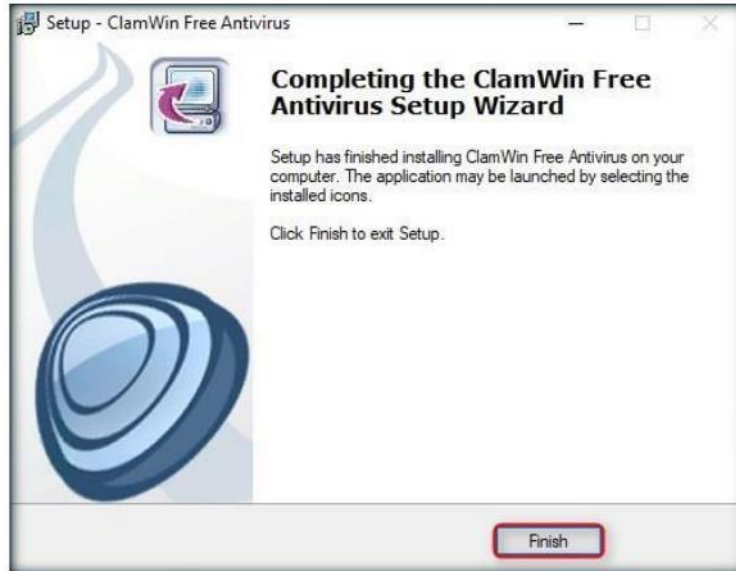 Setup - ClamWin Free Antivirus
Completing the ClamWin Free
Antivirus Setup Wizard
Setup has finished installing ClamWin Free Antivirus on your
computer. The application may be launched by selecting the
installed icons.
Click Finish to exit Setup.
Finish